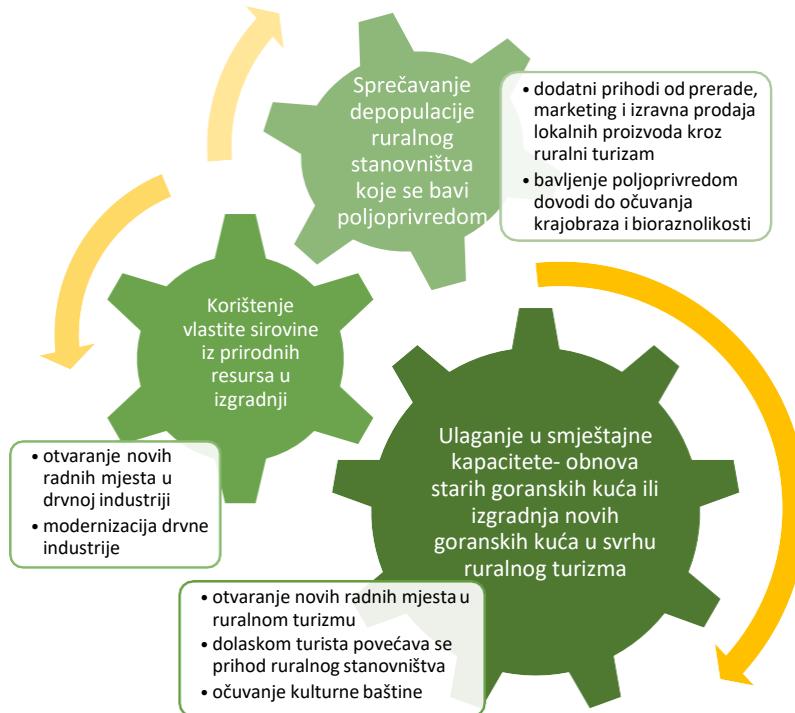 Sprečavanje
depopulacije
ruralnog
stanovništva
koje se bavi
poljoprivredom
• dodatni prihodi od prerade,
marketing i izravna prodaja
lokalnih proizvoda kroz
ruralni turizam
• bavljenje poljoprivredom
dovodi do očuvanja
krajobraza i bioraznolikosti
Korištenje
vlastite sirovine
iz prirodnih
resursa u
izgradnji
• otvaranje novih
radnih mjesta u
drvnoj industriji
• modernizacija drvne
industrije
Ulaganje u smještajne
kapacitete- obnova
starih goranskih kuća ili
izgradnja novih
goranskih kuća u svrhu
ruralnog turizma
• otvaranje novih radnih mjesta u
ruralnom turizmu
• dolaskom turista povećava se
prihod ruralnog stanovništva
• očuvanje kulturne baštine